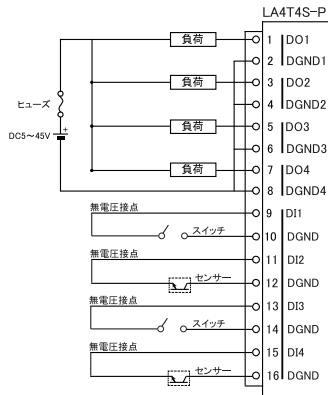 LA4T4S-P
負荷
1 DO1
2 DGND1
負荷
3 DO2
4 DGND2
ヒューズ
負荷
5 DO3
DC5～45V
+
6 DGND3
負荷
7 DO4
8 DGND4
無電圧接点
9 DI1
スイッチ
10 DGND
無電圧接点
11 DI2
センサー
12 DGND
無電圧接点
13 DI3
スイッチ
14 DGND
無電圧接点
15 DI4
センサー
16 DGND